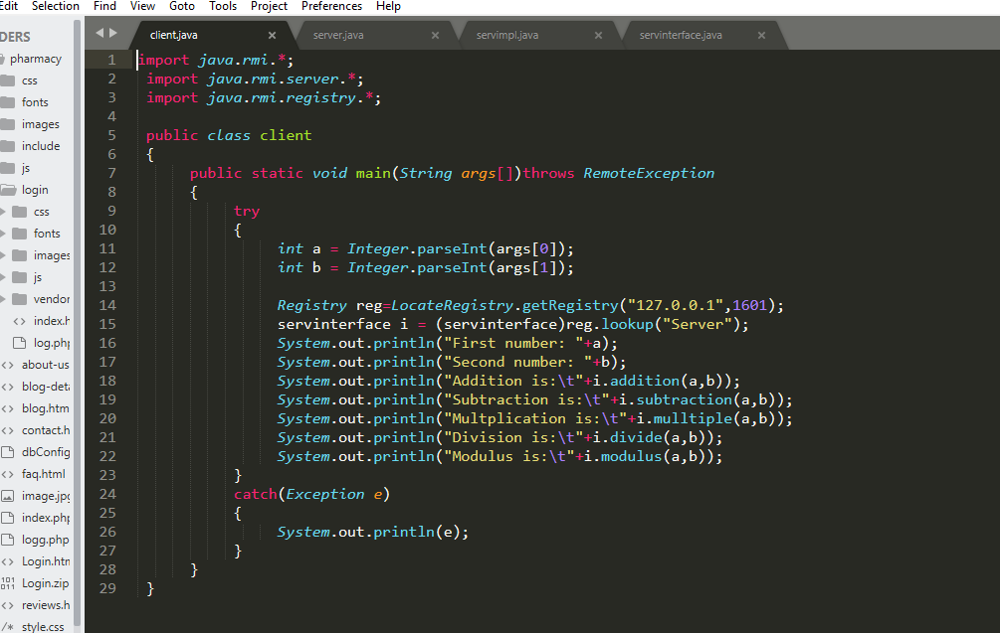 Edit Selection Find View Goto Tools Project Preferences Help
client.java × server.java × servimpl.java × servinterface.java ×
DERS
pharmacy
css
fonts
images
include
js
login
css
fonts
images
js
vendor
index.h
log.php
about-us
blog-deta
blog.htm
contact.h
dbConfig
faq.html
image.jpg
index.php
logg.php
Login.htm
Login.zip
reviews.h
style.css
1 import java.rmi.*;
2 import java.rmi.server.*;
3 import java.rmi.registry.*;
4
5 public class client
6 {
7 public static void main(String args[])throws RemoteException
8 {
9 try
10 {
11 int a = Integer.parseInt(args[0]);
12 int b = Integer.parseInt(args[1]);
13
14 Registry reg=LocateRegistry.getRegistry("127.0.0.1",1601);
15 servinterface i = (servinterface)reg.lookup("Server");
16 System.out.println("First number: "+a);
17 System.out.println("Second number: "+b);
18 System.out.println("Addition is:\t"+i.addition(a,b));
19 System.out.println("Subtraction is:\t"+i.subtraction(a,b));
20 System.out.println("Multplication is:\t"+i.mulltiple(a,b));
21 System.out.println("Division is:\t"+i.divide(a,b));
22 System.out.println("Modulus is:\t"+i.modulus(a,b));
23 }
24 catch(Exception e)
25 {
26 System.out.println(e);
27 }
28 }
29 }